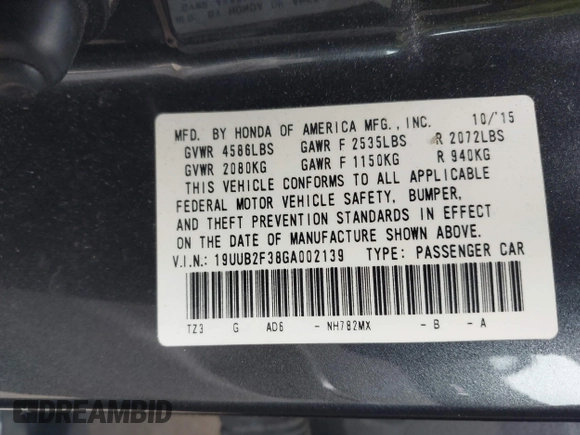 MFD. BY HONDA OF AMERICA MFG., INC. 10/'15
GVWR 4586LBS GAWR F 2535LBS R 2072LBS
GVWR 2080KG GAWR F 1150KG R 940KG
THIS VEHICLE CONFORMS TO ALL APPLICABLE
FEDERAL MOTOR VEHICLE SAFETY, BUMPER,
AND THEFT PREVENTION STANDARDS IN EFFECT
ON THE DATE OF MANUFACTURE SHOWN ABOVE.
V.I.N.: 19UUB2F38GA002139 TYPE: PASSENGER CAR
TZ3 G AD6 - NH782MX - B - A
DREAMBID